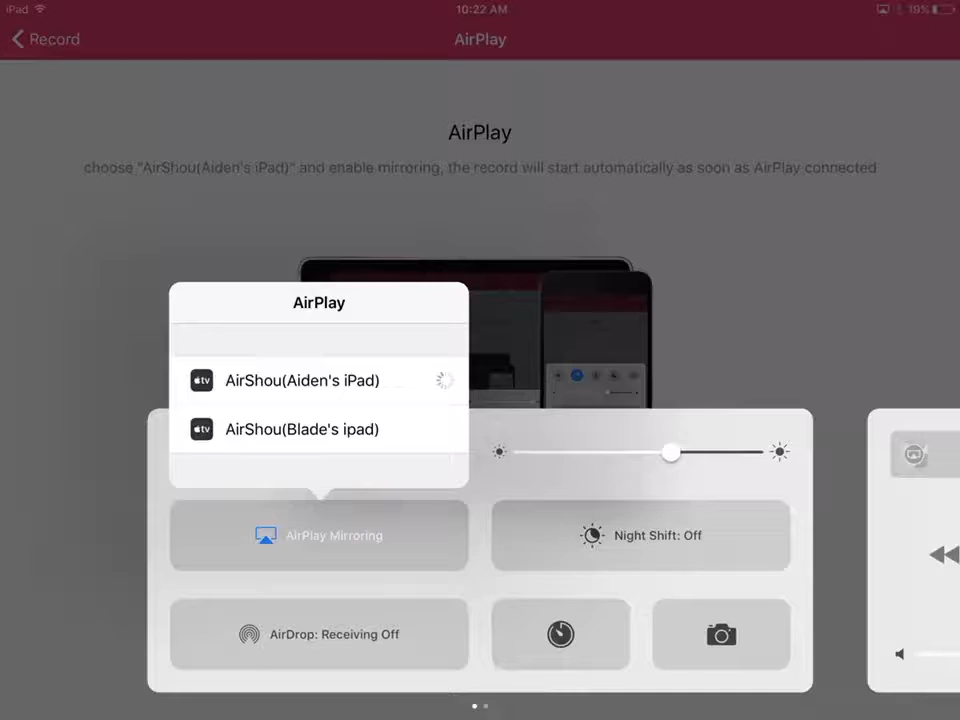 iPad
10:22 AM
19%
Record
AirPlay
AirPlay
choose "AirShou(Aiden's iPad)" and enable mirroring, the record will start automatically as soon as AirPlay connected
AirPlay
tv AirShou(Aiden's iPad)
tv AirShou(Blade's ipad)
AirPlay Mirroring
Night Shift: Off
AirDrop: Receiving Off